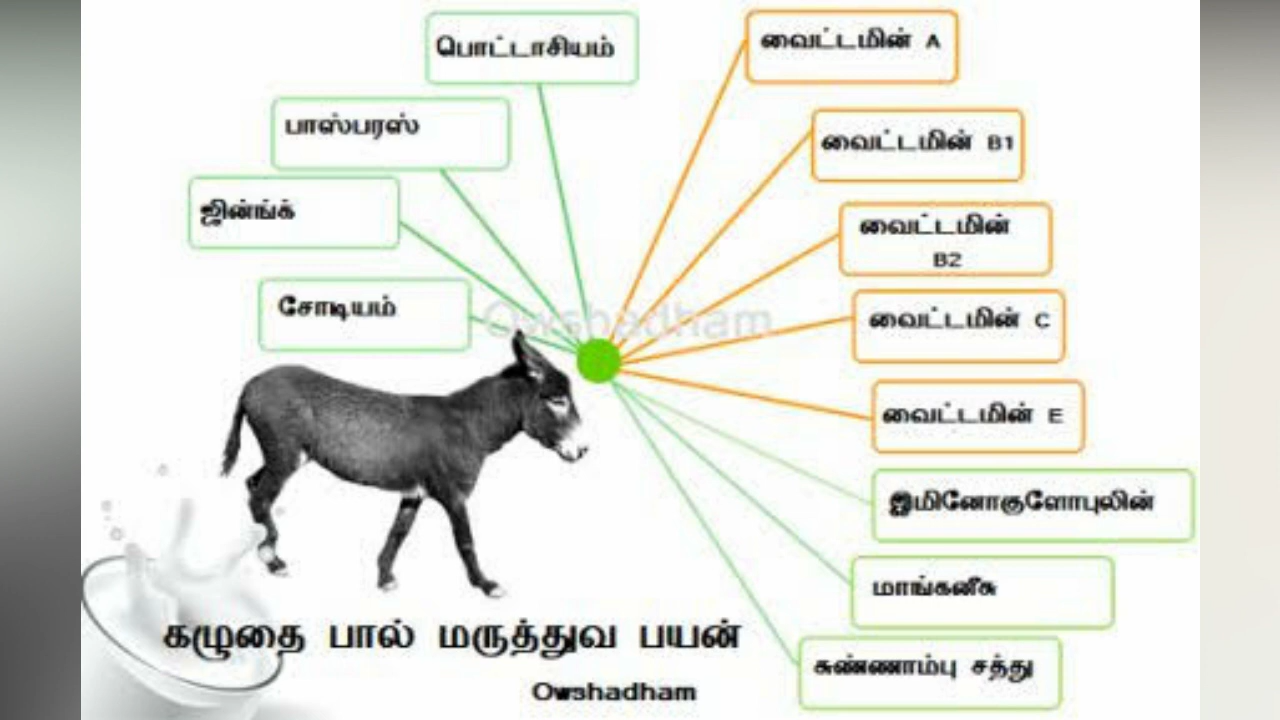 பொட்டாசியம்
வைட்டமின் A
பாஸ்பரஸ்
வைட்டமின் B1
ஜின்ங்க்
வைட்டமின்
B2
சோடியம்
வைட்டமின் C
Owshadham
வைட்டமின் E
இமினோகுளோபுலின்
மாங்கனீசு
கழுதை பால் மருத்துவ பயன்
சுண்ணாம்பு சத்து
Owshadham